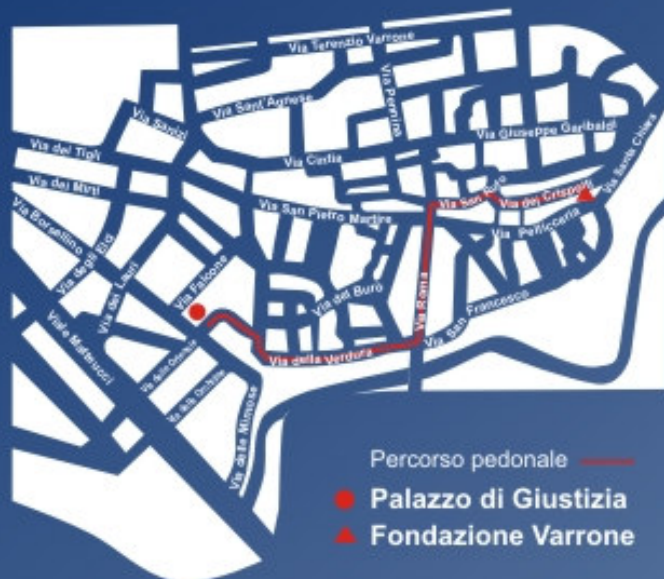 Via Terenzio Varrone
Via Sant'Agnese
Via Pennina
Via Sanizi
Via Giuseppe Garibaldi
Via dei Tigli
Via Cintia
Via Santa Chiara
Via dei Mirti
Via San Rufo
Via dei Crispolti
Via Borsellino
Via San Pietro Martire
Via Pellicceria
Via degli Elci
Via dei Lauri
Via Falcone
Via del Burò
Via Roma
Via San Francesco
Viale Matteucci
Via della Verdura
Via delle Orchidee
Via delle Mimose
Percorso pedonale
Palazzo di Giustizia
Fondazione Varrone